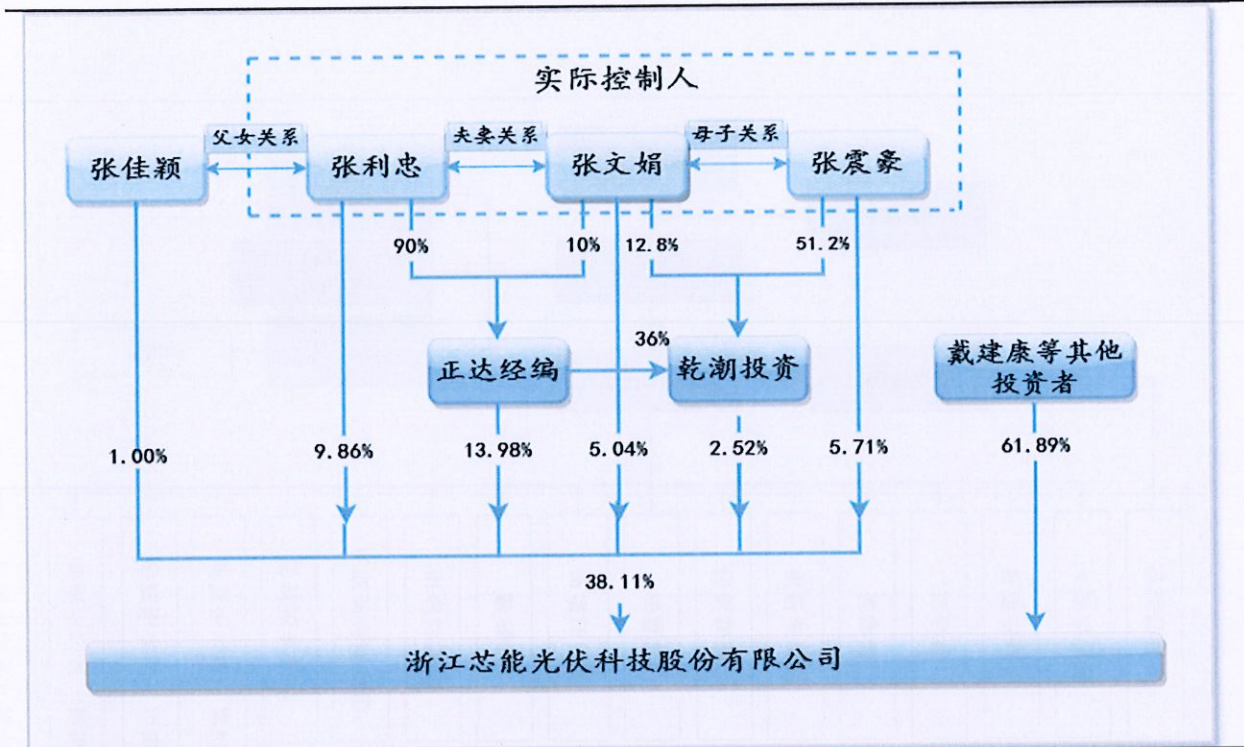 实际控制人
父女关系
夫妻关系
母子关系
张佳颖
张利忠
张文娟
张震豪
90%
10%
12.8%
51.2%
36%
正达经编
乾潮投资
戴建康等其他
投资者
1.00%
9.86%
13.98%
5.04%
2.52%
5.71%
61.89%
38.11%
浙江芯能光伏科技股份有限公司